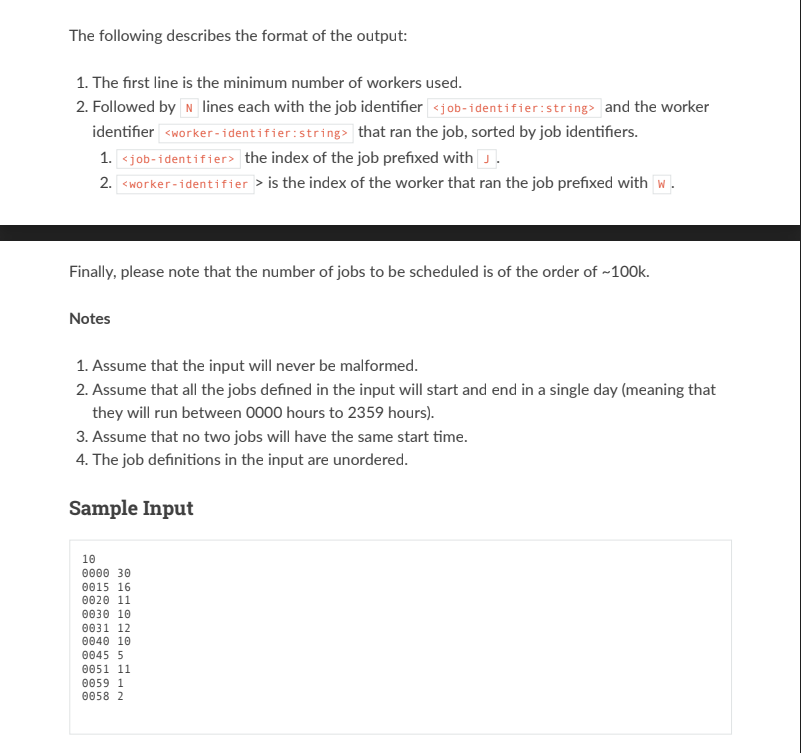 The following describes the format of the output:
1. The first line is the minimum number of workers used.
2. Followed by N lines each with the job identifier <job-identifier:string> and the worker
identifier <worker-identifier:string> that ran the job, sorted by job identifiers.
1. <job-identifier> the index of the job prefixed with J.
2. <worker-identifier> is the index of the worker that ran the job prefixed with W.
Finally, please note that the number of jobs to be scheduled is of the order of ~100k.
Notes
1. Assume that the input will never be malformed.
2. Assume that all the jobs defined in the input will start and end in a single day (meaning that
they will run between 0000 hours to 2359 hours).
3. Assume that no two jobs will have the same start time.
4. The job definitions in the input are unordered.
Sample Input
10
0000 30
0015 16
0020 11
0030 10
0031 12
0040 10
0045 5
0051 11
0059 1
0058 2